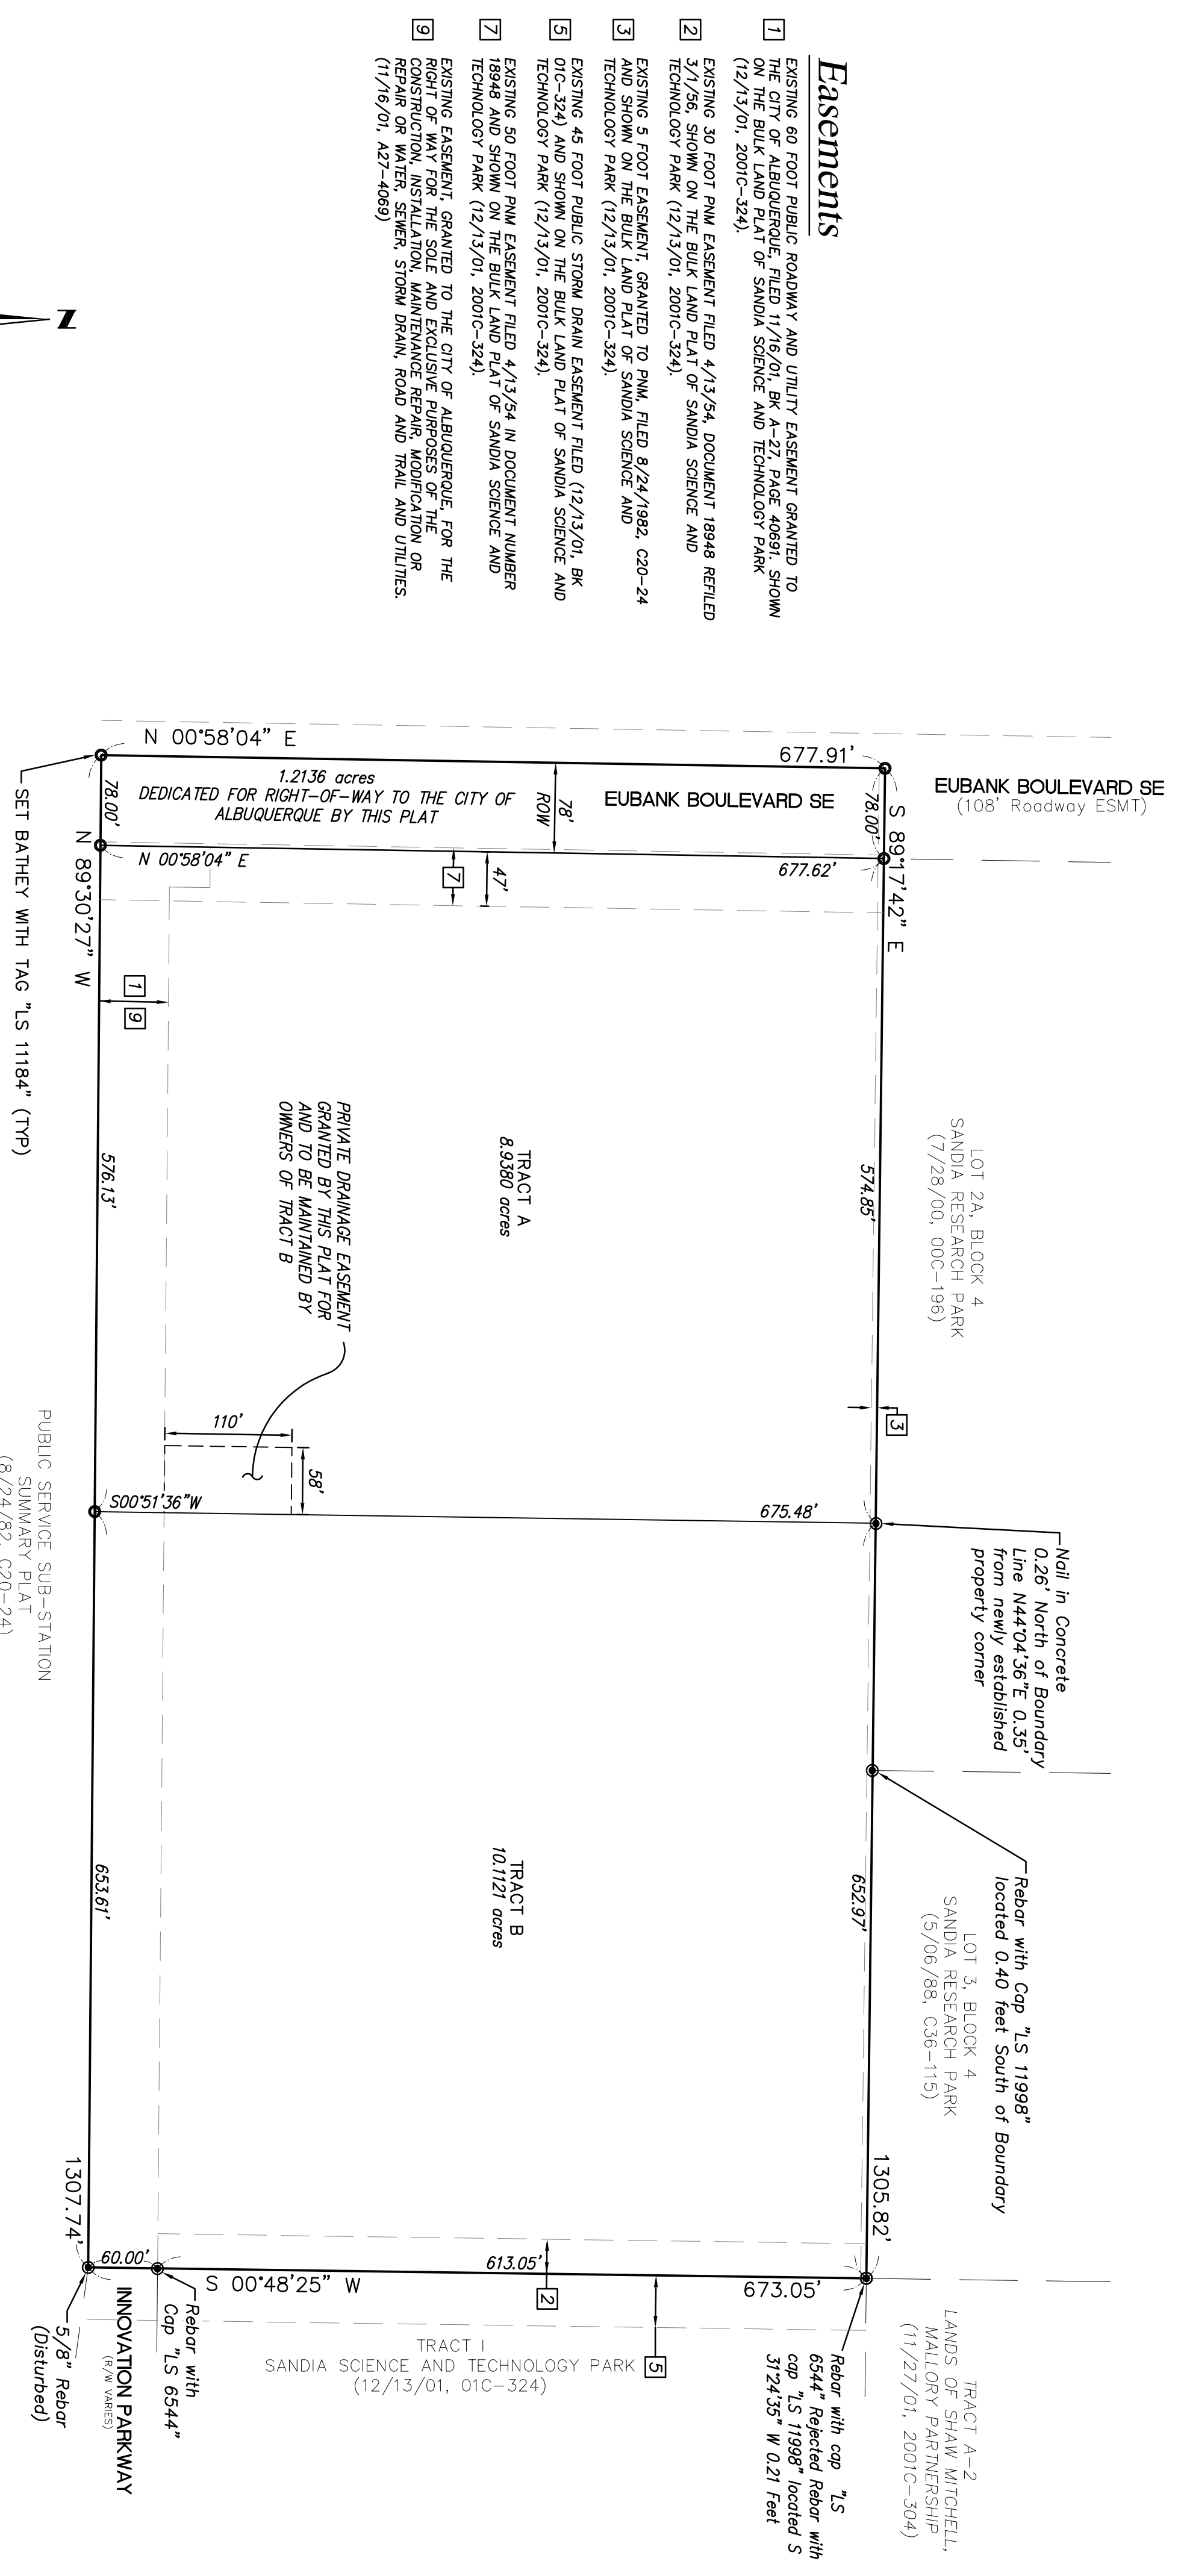 Easements
1
EXISTING 60 FOOT PUBLIC ROADWAY AND UTILITY EASEMENT GRANTED TO
THE CITY OF ALBUQUERQUE, FILED 11/16/01, BK A-27, PAGE 40691. SHOWN
ON THE BULK LAND PLAT OF SANDIA SCIENCE AND TECHNOLOGY PARK
(12/13/01, 2001C-324).
2
EXISTING 30 FOOT PNM EASEMENT FILED 4/13/54, DOCUMENT 18948 REFILED
3/1/56, SHOWN ON THE BULK LAND PLAT OF SANDIA SCIENCE AND
TECHNOLOGY PARK (12/13/01, 2001C-324).
3
EXISTING 5 FOOT EASEMENT, GRANTED TO PNM, FILED 8/24/1982, C20-24
AND SHOWN ON THE BULK LAND PLAT OF SANDIA SCIENCE AND
TECHNOLOGY PARK (12/13/01, 2001C-324).
5
EXISTING 45 FOOT PUBLIC STORM DRAIN EASEMENT FILED (12/13/01, BK
01C-324) AND SHOWN ON THE BULK LAND PLAT OF SANDIA SCIENCE AND
TECHNOLOGY PARK (12/13/01, 2001C-324).
7
EXISTING 50 FOOT PNM EASEMENT FILED 4/13/54 IN DOCUMENT NUMBER
18948 AND SHOWN ON THE BULK LAND PLAT OF SANDIA SCIENCE AND
TECHNOLOGY PARK (12/13/01, 2001C-324).
9
EXISTING EASEMENT, GRANTED TO THE CITY OF ALBUQUERQUE, FOR THE
RIGHT OF WAY FOR THE SOLE AND EXCLUSIVE PURPOSES OF THE
CONSTRUCTION, INSTALLATION, MAINTENANCE REPAIR, MODIFICATION OR
REPAIR OR WATER, SEWER, STORM DRAIN, ROAD AND TRAIL AND UTILITIES.
(11/16/01, A27-4069)
N
EUBANK BOULEVARD SE
(108' Roadway ESMT)
N 00°58'04" E
677.91'
1.2136 acres
DEDICATED FOR RIGHT-OF-WAY TO THE CITY OF
ALBUQUERQUE BY THIS PLAT
78'
ROW
EUBANK BOULEVARD SE
78.00'
S 89°17'42" E
78.00'
N 89°30'27" W
N 00°58'04" E
677.62'
7
47'
1
9
SET BATHEY WITH TAG "LS 11184" (TYP)
LOT 2A, BLOCK 4
SANDIA RESEARCH PARK
(7/28/00, 00C-196)
574.85'
3
TRACT A
8.9380 acres
PRIVATE DRAINAGE EASEMENT
GRANTED BY THIS PLAT FOR
AND TO BE MAINTAINED BY
OWNERS OF TRACT B
576.13'
110'
58'
S00°51'36"W
675.48'
Nail in Concrete
0.26' North of Boundary
Line N44°04'36"E 0.35'
from newly established
property corner
PUBLIC SERVICE SUB-STATION
SUMMARY PLAT
(8/24/82, C20-24)
Rebar with Cap "LS 11998"
located 0.40 feet South of Boundary
LOT 3, BLOCK 4
SANDIA RESEARCH PARK
(5/06/88, C36-115)
652.97'
TRACT B
10.1121 acres
653.61'
1305.82'
1307.74'
60.00'
S 00°48'25" W
613.05'
673.05'
2
5
TRACT I
SANDIA SCIENCE AND TECHNOLOGY PARK
(12/13/01, 01C-324)
TRACT A-2
LANDS OF SHAW MITCHELL,
MALLORY PARTNERSHIP
(11/27/01, 2001C-304)
Rebar with cap "LS
6544" Rejected Rebar with
cap "LS 11998" located S
31°24'35" W 0.21 Feet
Rebar with
Cap "LS 6544"
INNOVATION PARKWAY
(R/W VARIES)
5/8" Rebar
(Disturbed)